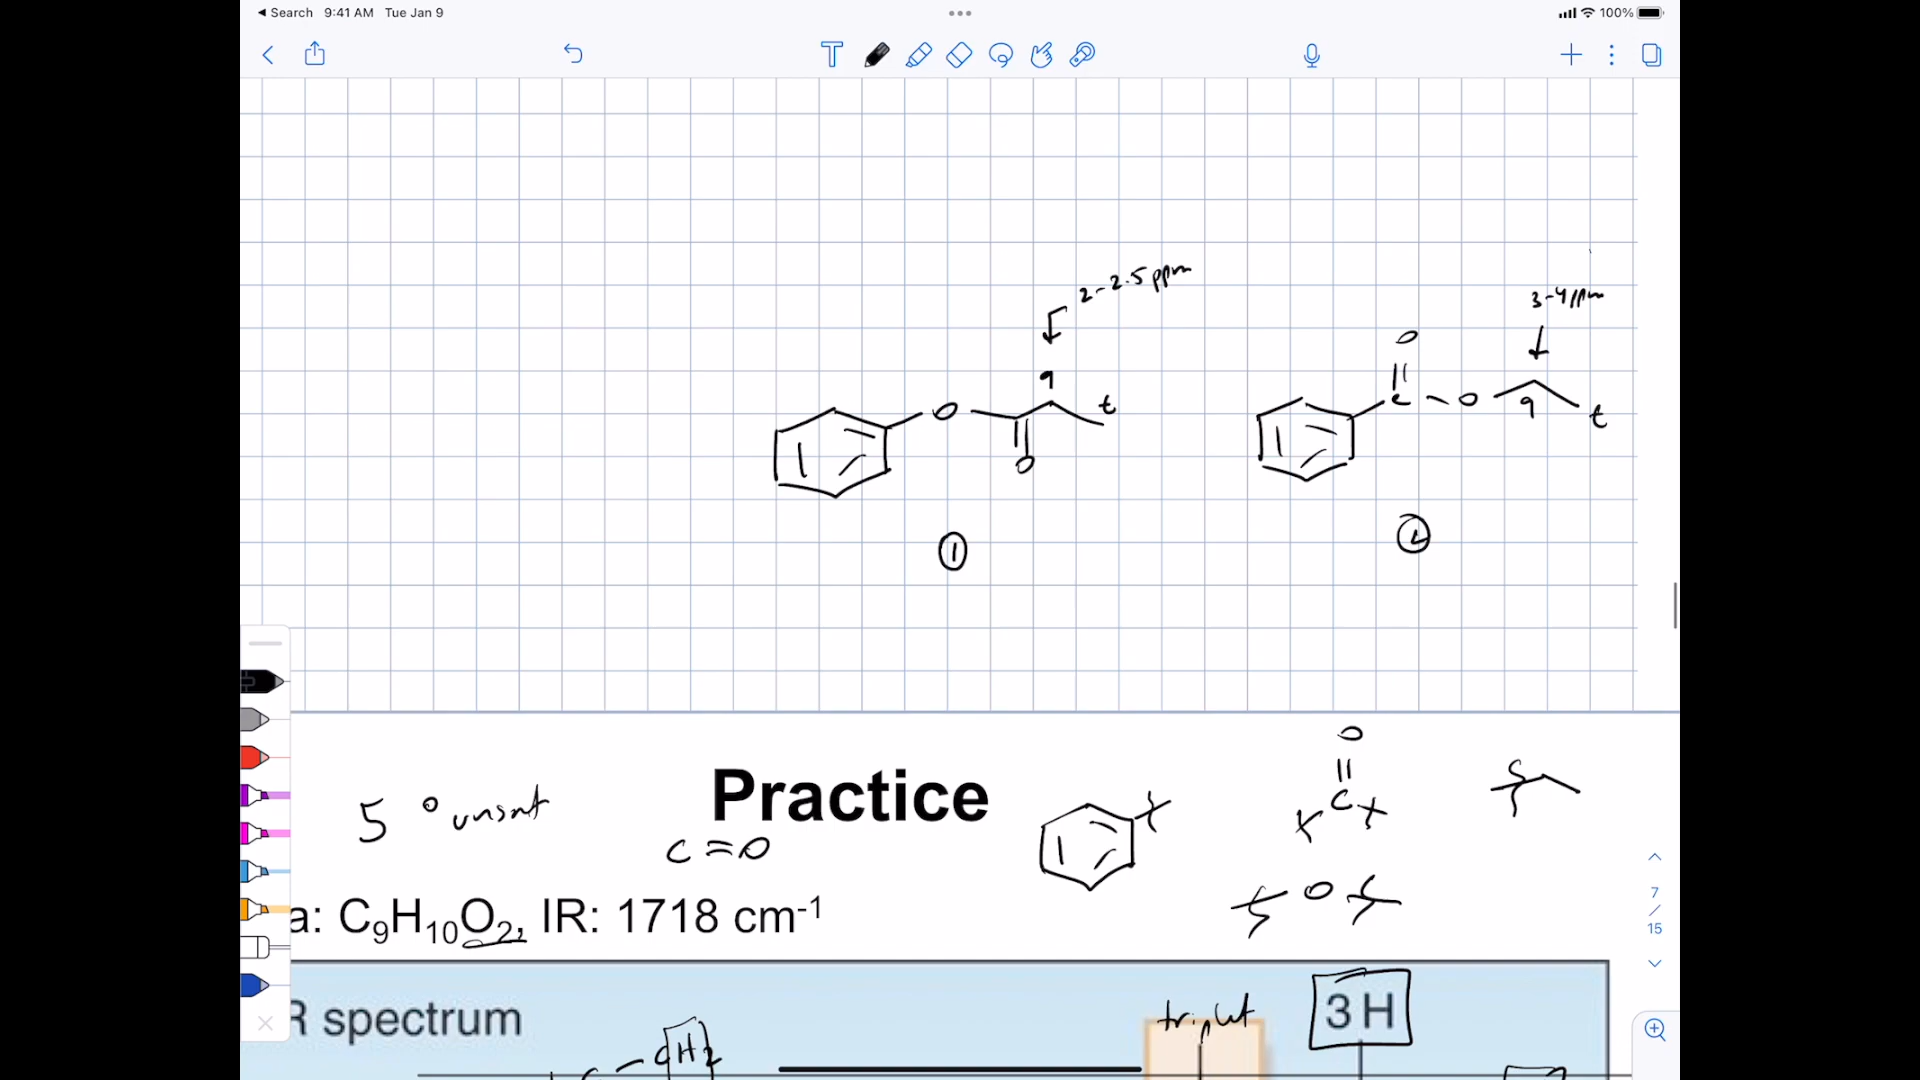 Search 9:41 AM Tue Jan 9
100%
2-2.5 ppm
3-4 ppm
q
t
O
O
O
c
O
q
t
1
2
Practice
5 ° unsat
C=O
O
C
O
a: C₉H₁₀O₂, IR: 1718 cm⁻¹
7
/
15
R spectrum
CH₂
triplet
3 H